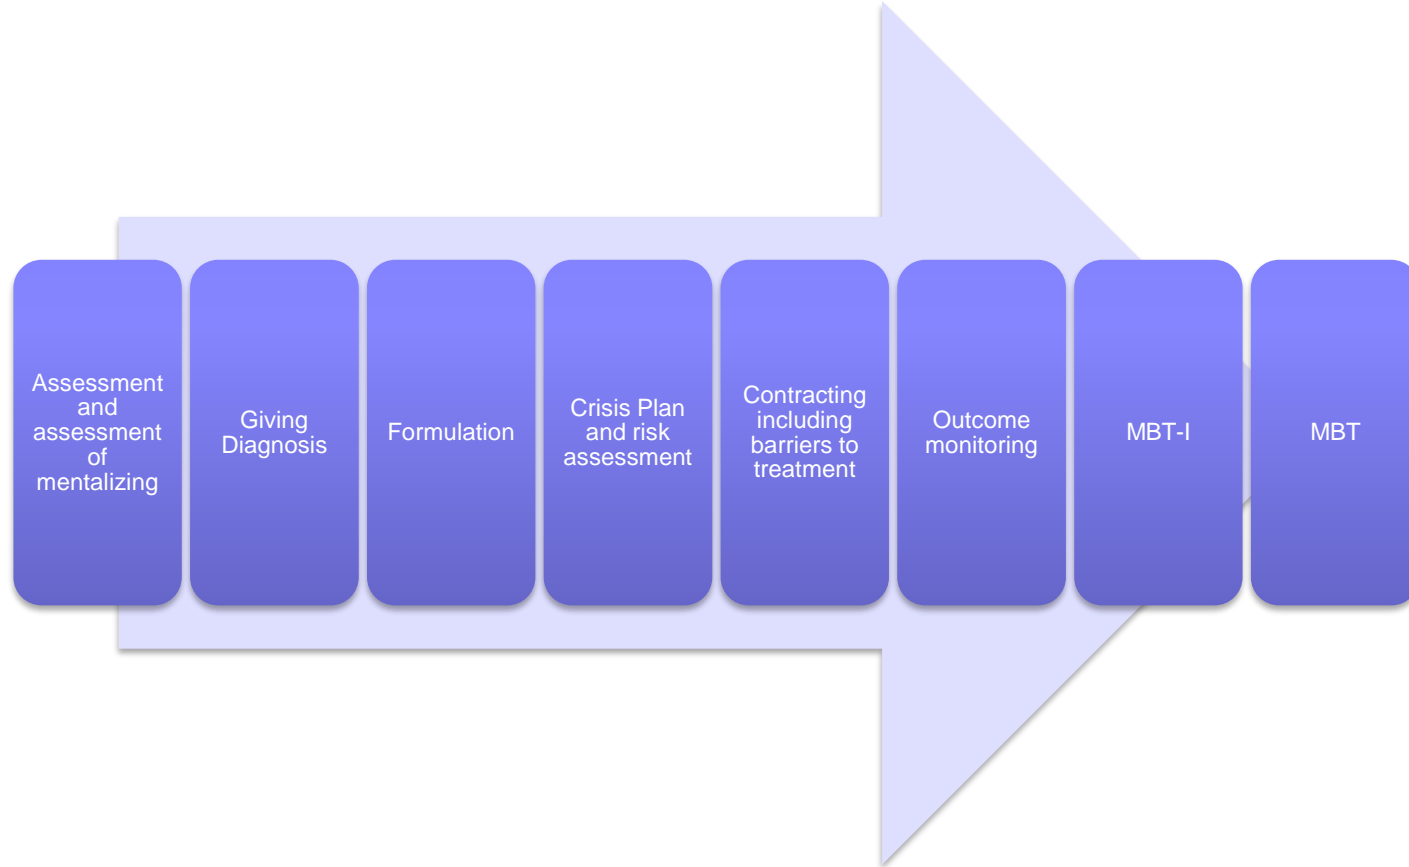 Assessment
and
assessment
of
mentalizing
Giving
Diagnosis
Formulation
Crisis Plan
and risk
assessment
Contracting
including
barriers to
treatment
Outcome
monitoring
MBT-I
MBT